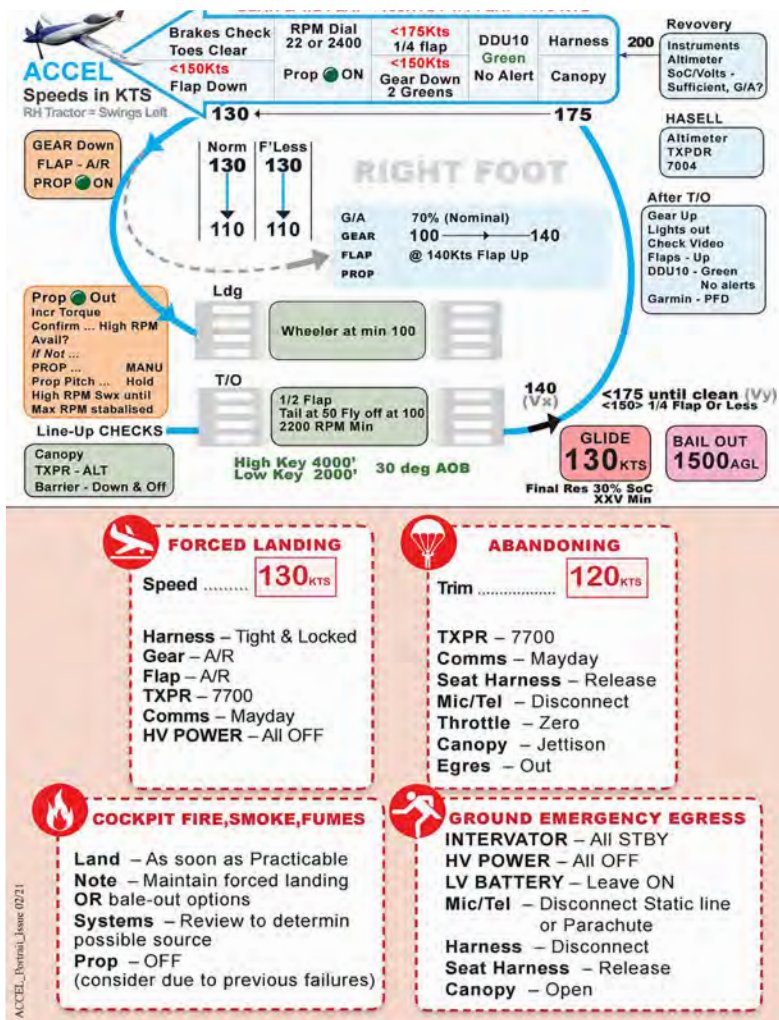 Brakes Check
Toes Clear
<150Kts
Flap Down
RPM Dial
22 or 2400
Prop ON
<175Kts
1/4 flap
<150Kts
Gear Down
2 Greens
DDU10
Green
No Alert
Harness
Canopy
200
Revovery
Instruments
Altimeter
SoC/Volts -
Sufficient, G/A?
ACCEL
Speeds in KTS
RH Tractor = Swings Left
130
175
HASELL
Altimeter
TXPDR
7004
GEAR Down
FLAP - A/R
PROP ON
Norm
130
110
F'Less
130
110
RIGHT FOOT
G/A 70% (Nominal)
GEAR 100 140
FLAP @ 140Kts Flap Up
PROP
After T/O
Gear Up
Lights out
Check Video
Flaps - Up
DDU10 - Green
No alerts
Garmin - PFD
Prop Out
Incr Torque
Confirm ... High RPM
Avail?
If Not ...
PROP ... MANU
Prop Pitch ... Hold
High RPM Swx until
Max RPM stabalised
Ldg
Wheeler at min 100
T/O
1/2 Flap
Tail at 50 Fly off at 100
2200 RPM Min
140
(Vx)
<175 until clean (Vy)
<150> 1/4 Flap Or Less
Line-Up CHECKS
Canopy
TXPR - ALT
Barrier - Down & Off
High Key 4000'
Low Key 2000'
30 deg AOB
GLIDE
130KTS
Final Res 30% SoC
XXV Min
BAIL OUT
1500AGL
FORCED LANDING
Speed ......... 130KTS
Harness – Tight & Locked
Gear – A/R
Flap – A/R
TXPR – 7700
Comms – Mayday
HV POWER – All OFF
ABANDONING
Trim .................. 120KTS
TXPR – 7700
Comms – Mayday
Seat Harness – Release
Mic/Tel – Disconnect
Throttle – Zero
Canopy – Jettison
Egres – Out
COCKPIT FIRE,SMOKE,FUMES
Land – As soon as Practicable
Note – Maintain forced landing
OR bale-out options
Systems – Review to determin
possible source
Prop – OFF
(consider due to previous failures)
GROUND EMERGENCY EGRESS
INTERVATOR – All STBY
HV POWER – All OFF
LV BATTERY – Leave ON
Mic/Tel – Disconnect Static line
or Parachute
Harness – Disconnect
Seat Harness – Release
Canopy – Open
ACCEL_Portrait_Issue 02/21